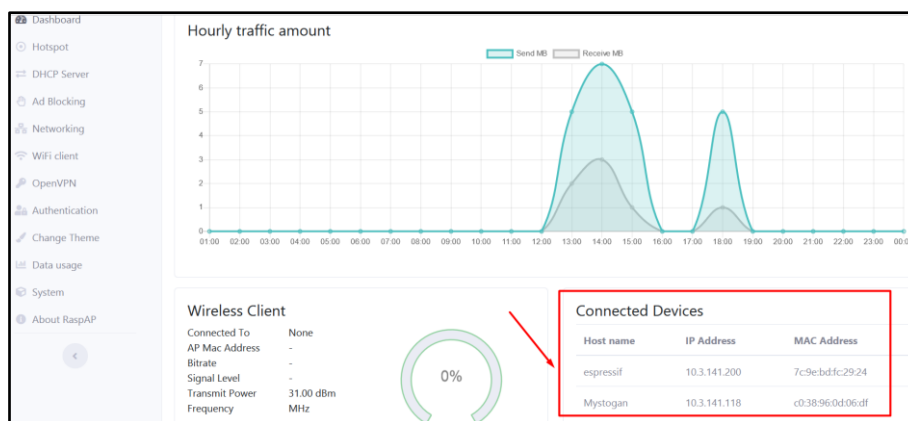 Dashboard
Hotspot
DHCP Server
Ad Blocking
Networking
WiFi client
OpenVPN
Authentication
Change Theme
Data usage
System
About RaspAP
Hourly traffic amount
Send MB Receive MB
7
6
5
4
3
2
1
0
01:00 02:00 03:00 04:00 05:00 06:00 07:00 08:00 09:00 10:00 11:00 12:00 13:00 14:00 15:00 16:00 17:00 18:00 19:00 20:00 21:00 22:00 23:00
Wireless Client
Connected To None
AP Mac Address -
Bitrate -
Signal Level -
Transmit Power 31.00 dBm
Frequency MHz
0%
Connected Devices
Host name IP Address MAC Address
espressif 10.3.141.200 7c:9e:bd:fc:29:24
Mystogan 10.3.141.118 c0:38:96:0d:06:df